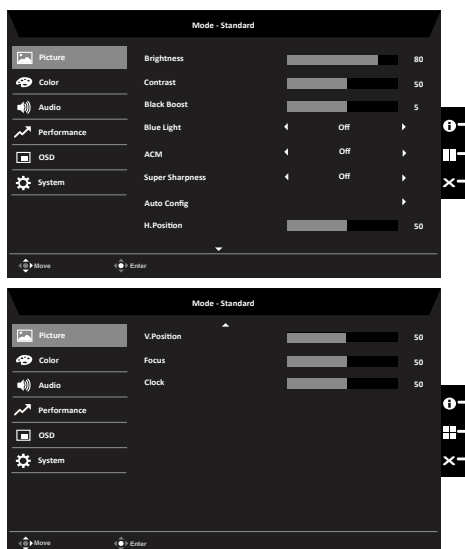 Mode - Standard
Picture
Color
Audio
Performance
OSD
System
Brightness 80
Contrast 50
Black Boost 5
Blue Light Off
ACM Off
Super Sharpness Off
Auto Config
H.Position 50
Move Enter
Mode - Standard
Picture
Color
Audio
Performance
OSD
System
V.Position 50
Focus 50
Clock 50
Move Enter